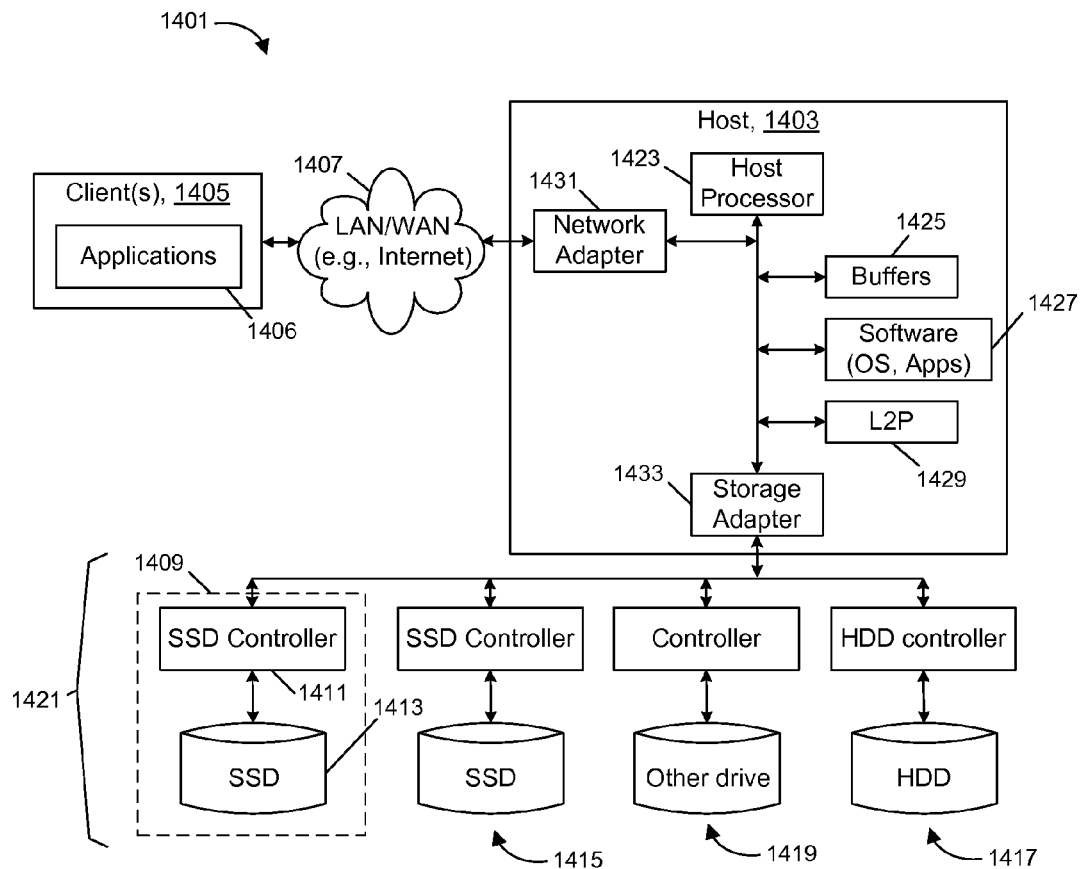 1401
Host, 1403
1407
1423
Host
Processor
Client(s), 1405
1431
LAN/WAN
(e.g., Internet)
Network
Adapter
1425
Applications
Buffers
1406
1427
Software
(OS, Apps)
L2P
1433
1429
Storage
Adapter
1409
SSD Controller
SSD Controller
Controller
HDD controller
1411
1421
1413
SSD
SSD
Other drive
HDD
1415
1419
1417